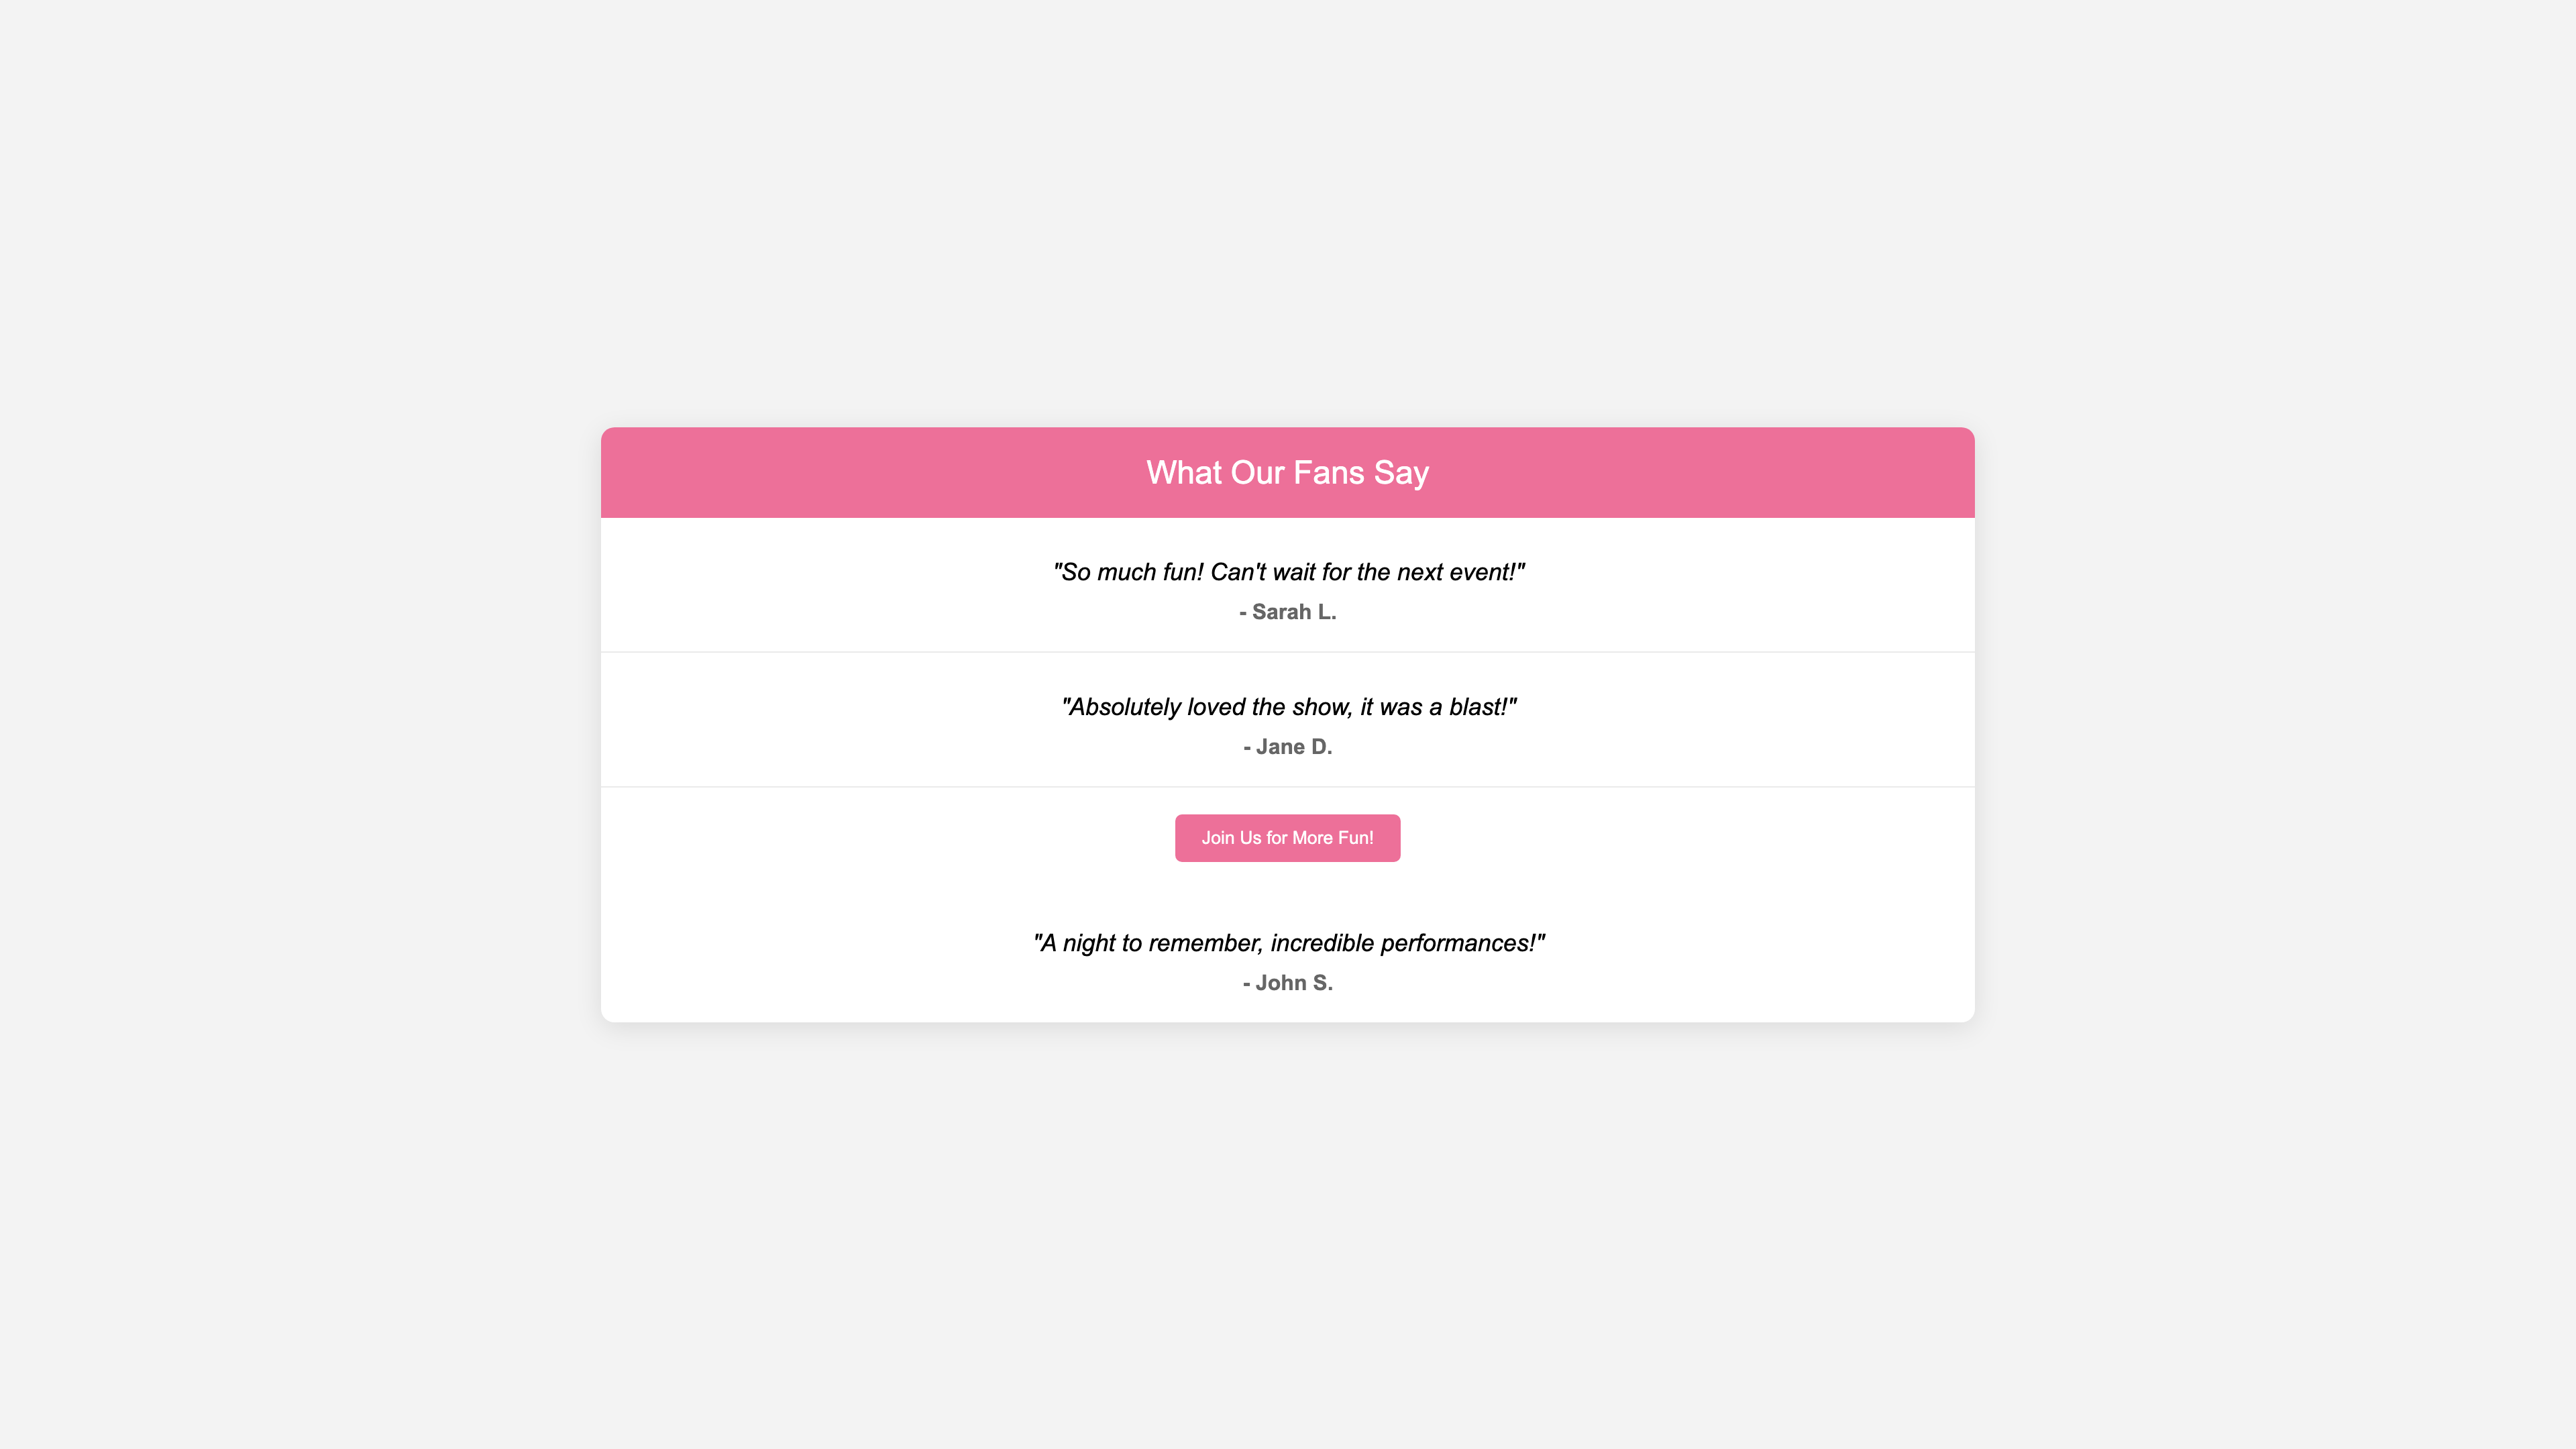 What Our Fans Say
"So much fun! Can't wait for the next event!"
- Sarah L.
"Absolutely loved the show, it was a blast!"
- Jane D.
Join Us for More Fun!
"A night to remember, incredible performances!"
- John S.